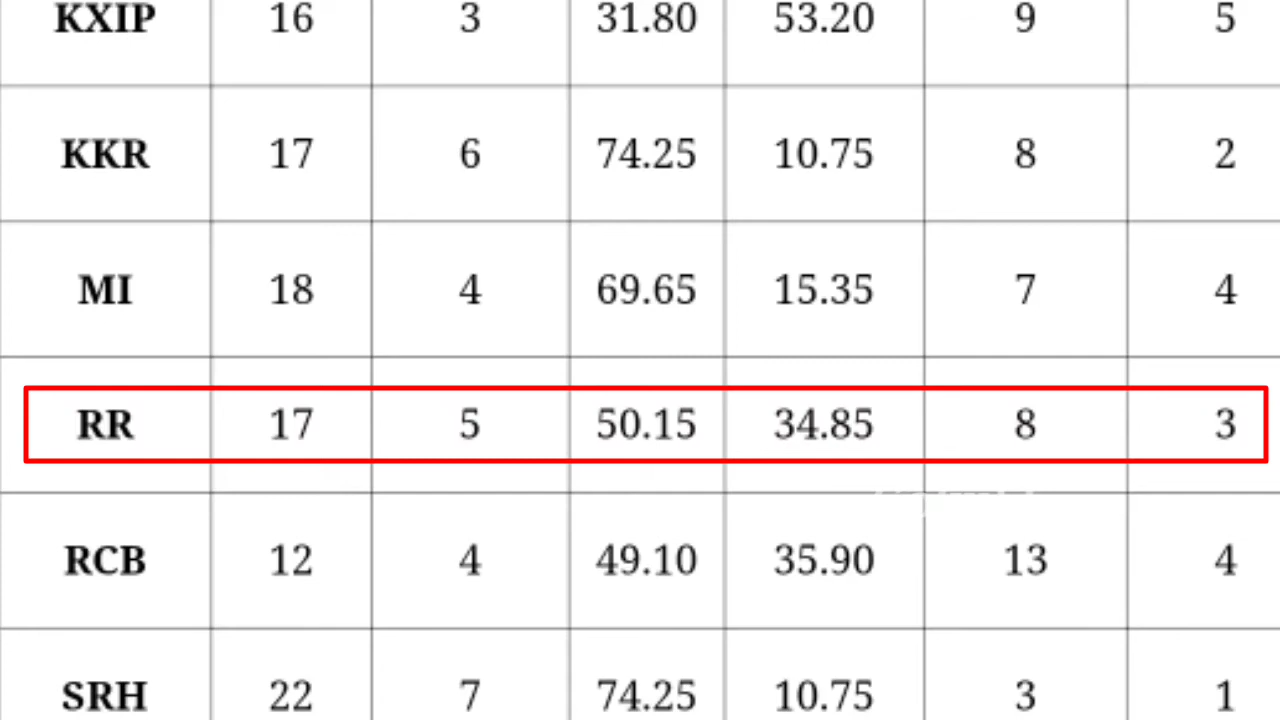 KXIP 16 3 31.80 53.20 9 5
KKR 17 6 74.25 10.75 8 2
MI 18 4 69.65 15.35 7 4
RR 17 5 50.15 34.85 8 3
RCB 12 4 49.10 35.90 13 4
SRH 22 7 74.25 10.75 3 1